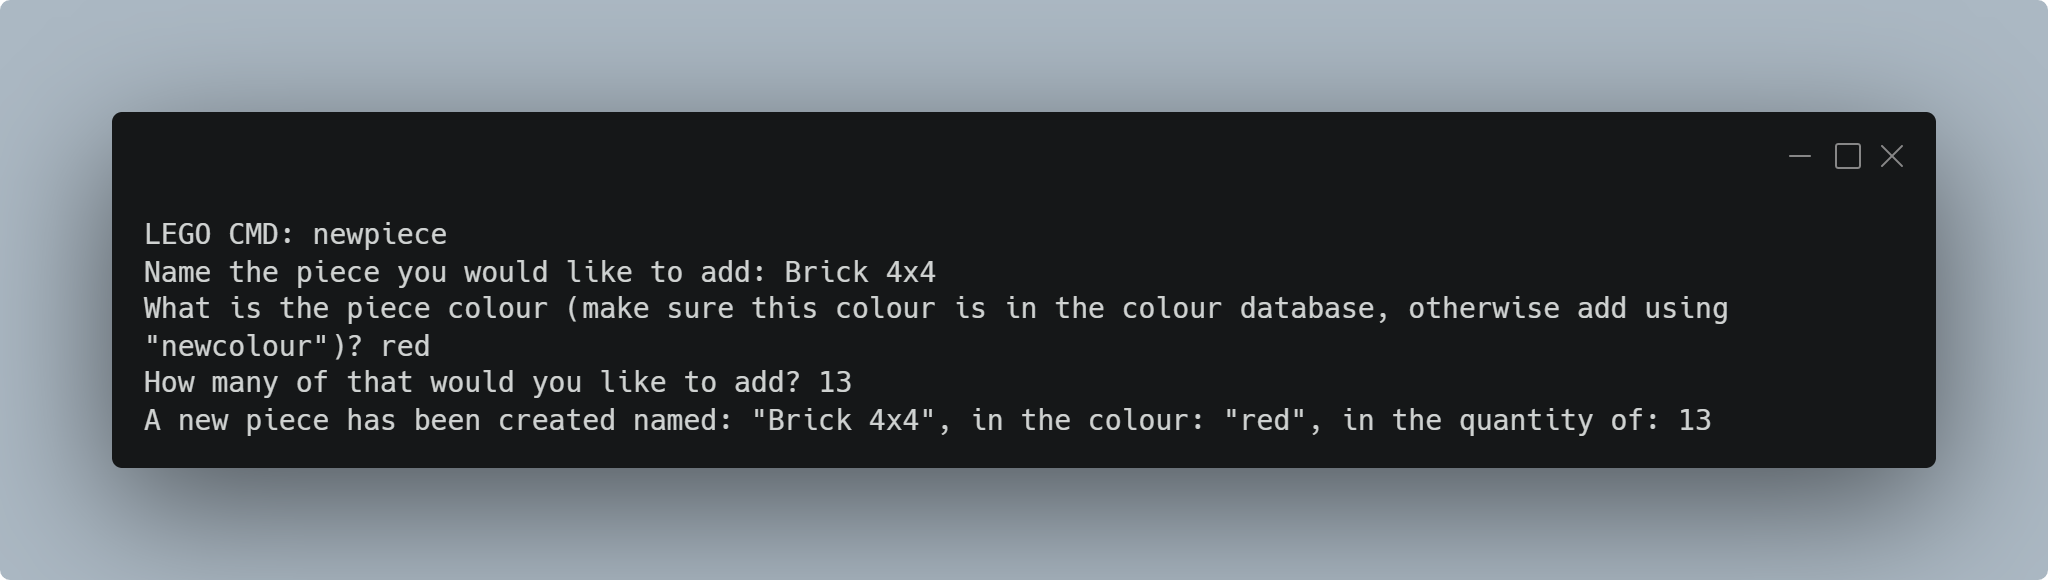 LEGO CMD: newpiece
Name the piece you would like to add: Brick 4x4
What is the piece colour (make sure this colour is in the colour database, otherwise add using
"newcolour")? red
How many of that would you like to add? 13
A new piece has been created named: "Brick 4x4", in the colour: "red", in the quantity of: 13